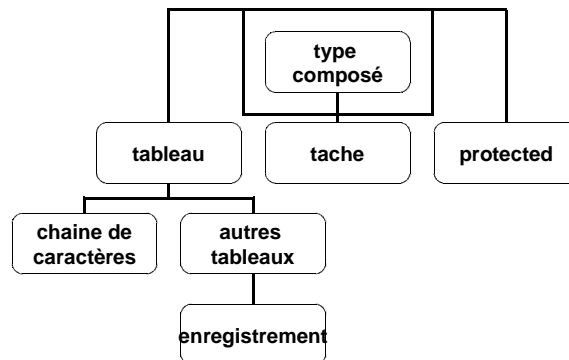 type
composé
tableau
tache
protected
chaine de
caractères
autres
tableaux
enregistrement